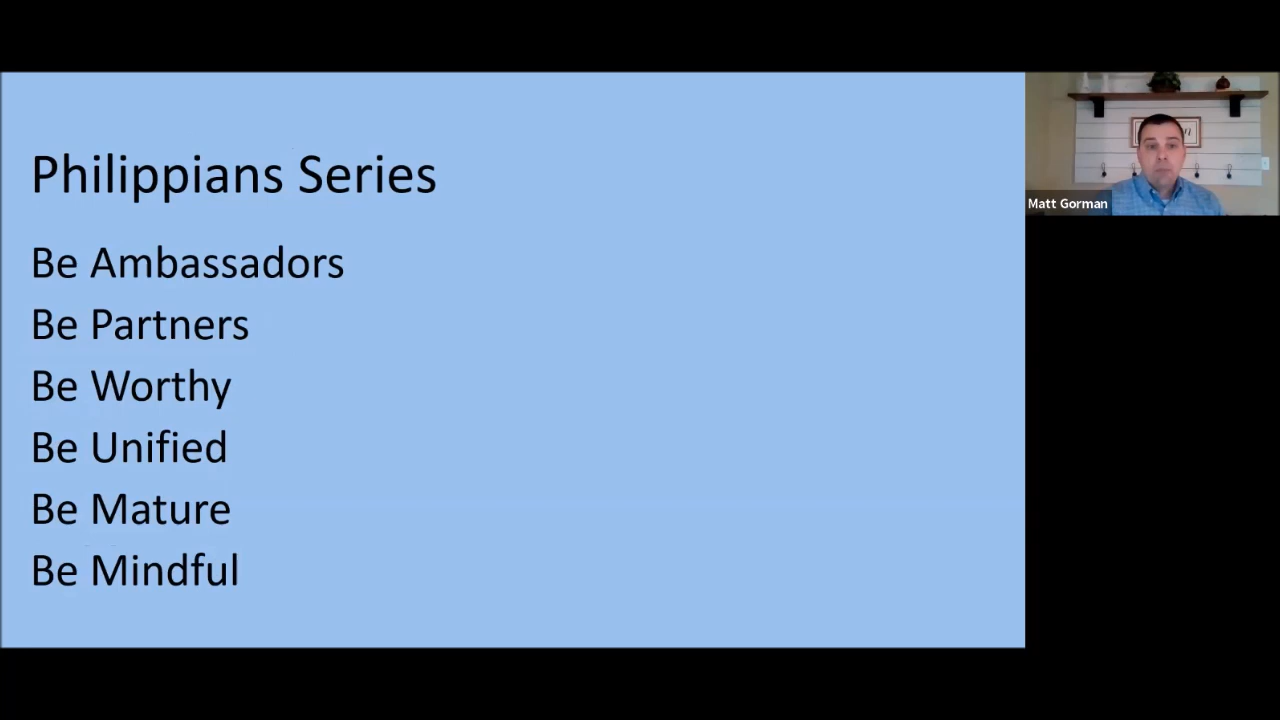 Philippians Series
Be Ambassadors
Be Partners
Be Worthy
Be Unified
Be Mature
Be Mindful
Matt Gorman